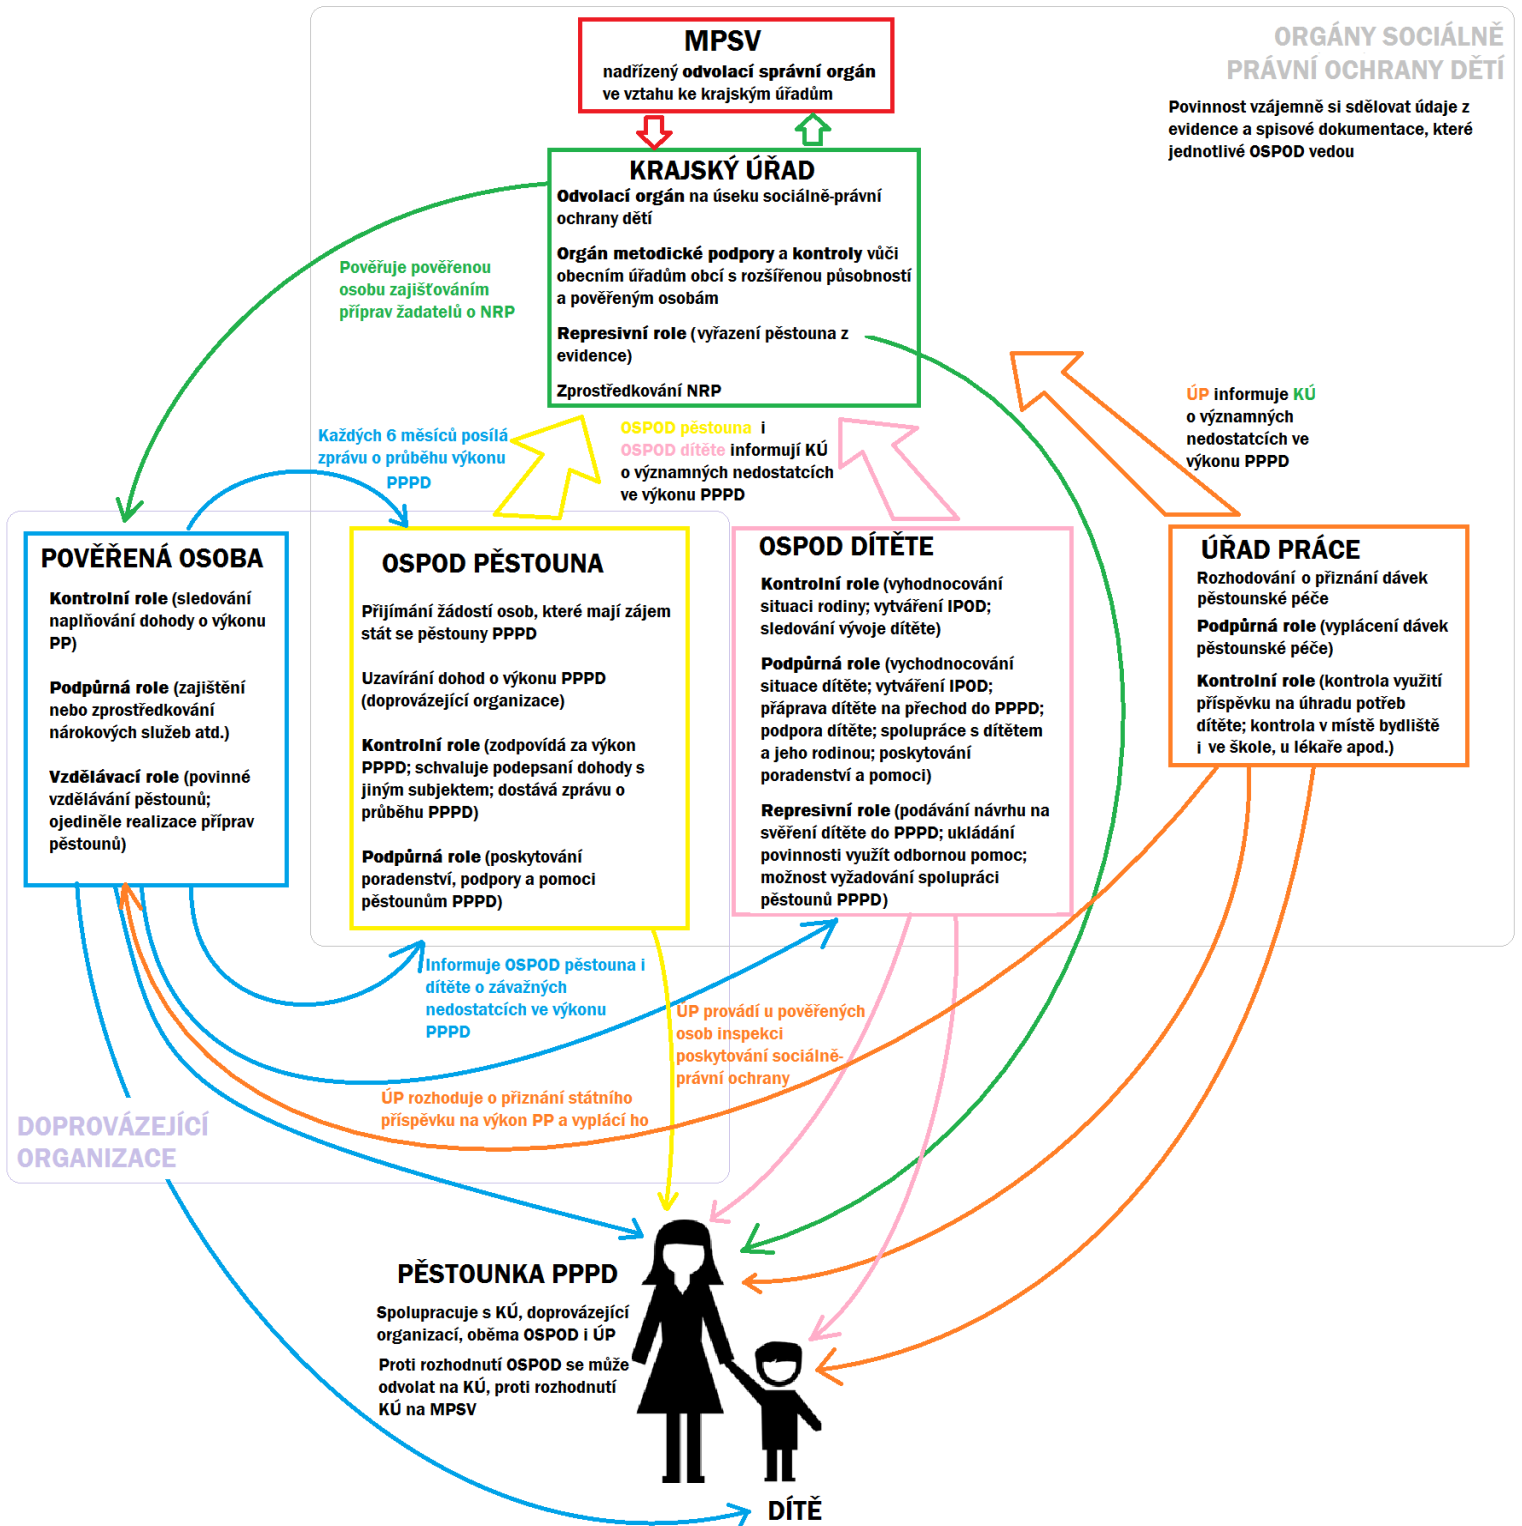 MPSV
nadřízený odvolací správní orgán
ve vztahu ke krajským úřadům
ORGÁNY SOCIÁLNĚ
PRÁVNÍ OCHRANY DĚTÍ
Povinnost vzájemně si sdělovat údaje z
evidence a spisové dokumentace, které
jednotlivé OSPOD vedou
KRAJSKÝ ÚŘAD
Odvolací orgán na úseku sociálně-právní
ochrany dětí
Orgán metodické podpory a kontroly vůči
obecním úřadům obcí s rozšířenou působností
a pověřeným osobám
Represivní role (vyřazení pěstouna z
evidence)
Zprostředkování NRP
Pověřuje pověřenou
osobu zajišťováním
příprav žadatelů o NRP
Každých 6 měsíců posílá
zprávu o průběhu výkonu
PPPD
OSPOD pěstouna i
OSPOD dítěte informují KÚ
o významných nedostatcích
ve výkonu PPPD
ÚP informuje KÚ
o významných
nedostatcích ve
výkonu PPPD
POVĚŘENÁ OSOBA
Kontrolní role (sledování
naplňování dohody o výkonu
PP)
Podpůrná role (zajištění
nebo zprostředkování
nárokových služeb atd.)
Vzdělávací role (povinné
vzdělávání pěstounů;
ojediněle realizace příprav
pěstounů)
OSPOD PĚSTOUNA
Přijímání žádostí osob, které mají zájem
stát se pěstouny PPPD
Uzavírání dohod o výkonu PPPD
(doprovázející organizace)
Kontrolní role (zodpovídá za výkon
PPPD; schvaluje podepsaní dohody s
jiným subjektem; dostává zprávu o
průběhu PPPD)
Podpůrná role (poskytování
poradenství, podpory a pomoci
pěstounům PPPD)
OSPOD DÍTĚTE
Kontrolní role (vyhodnocování
situaci rodiny; vytváření IPOD;
sledování vývoje dítěte)
Podpůrná role (vychodnocování
situace dítěte; vytváření IPOD;
přáprava dítěte na přechod do PPPD;
podpora dítěte; spolupráce s dítětem
a jeho rodinou; poskytování
poradenství a pomoci)
Represivní role (podávání návrhu na
svěření dítěte do PPPD; ukládání
povinnosti využít odbornou pomoc;
možnost vyžadování spolupráci
pěstounů PPPD)
ÚŘAD PRÁCE
Rozhodování o přiznání dávek
pěstounské péče
Podpůrná role (vyplácení dávek
pěstounské péče)
Kontrolní role (kontrola využití
příspěvku na úhradu potřeb
dítěte; kontrola v místě bydliště
i ve škole, u lékaře apod.)
Informuje OSPOD pěstouna i
dítěte o závažných
nedostatcích ve výkonu
PPPD
ÚP provádí u pověřených
osob inspekci
poskytování sociálně-
právní ochrany
ÚP rozhoduje o přiznání státního
příspěvku na výkon PP a vyplácí ho
DOPROVÁZEJÍCÍ
ORGANIZACE
PĚSTOUNKA PPPD
Spolupracuje s KÚ, doprovázející
organizací, oběma OSPOD i ÚP
Proti rozhodnutí OSPOD se může
odvolat na KÚ, proti rozhodnutí
KÚ na MPSV
DÍTĚ